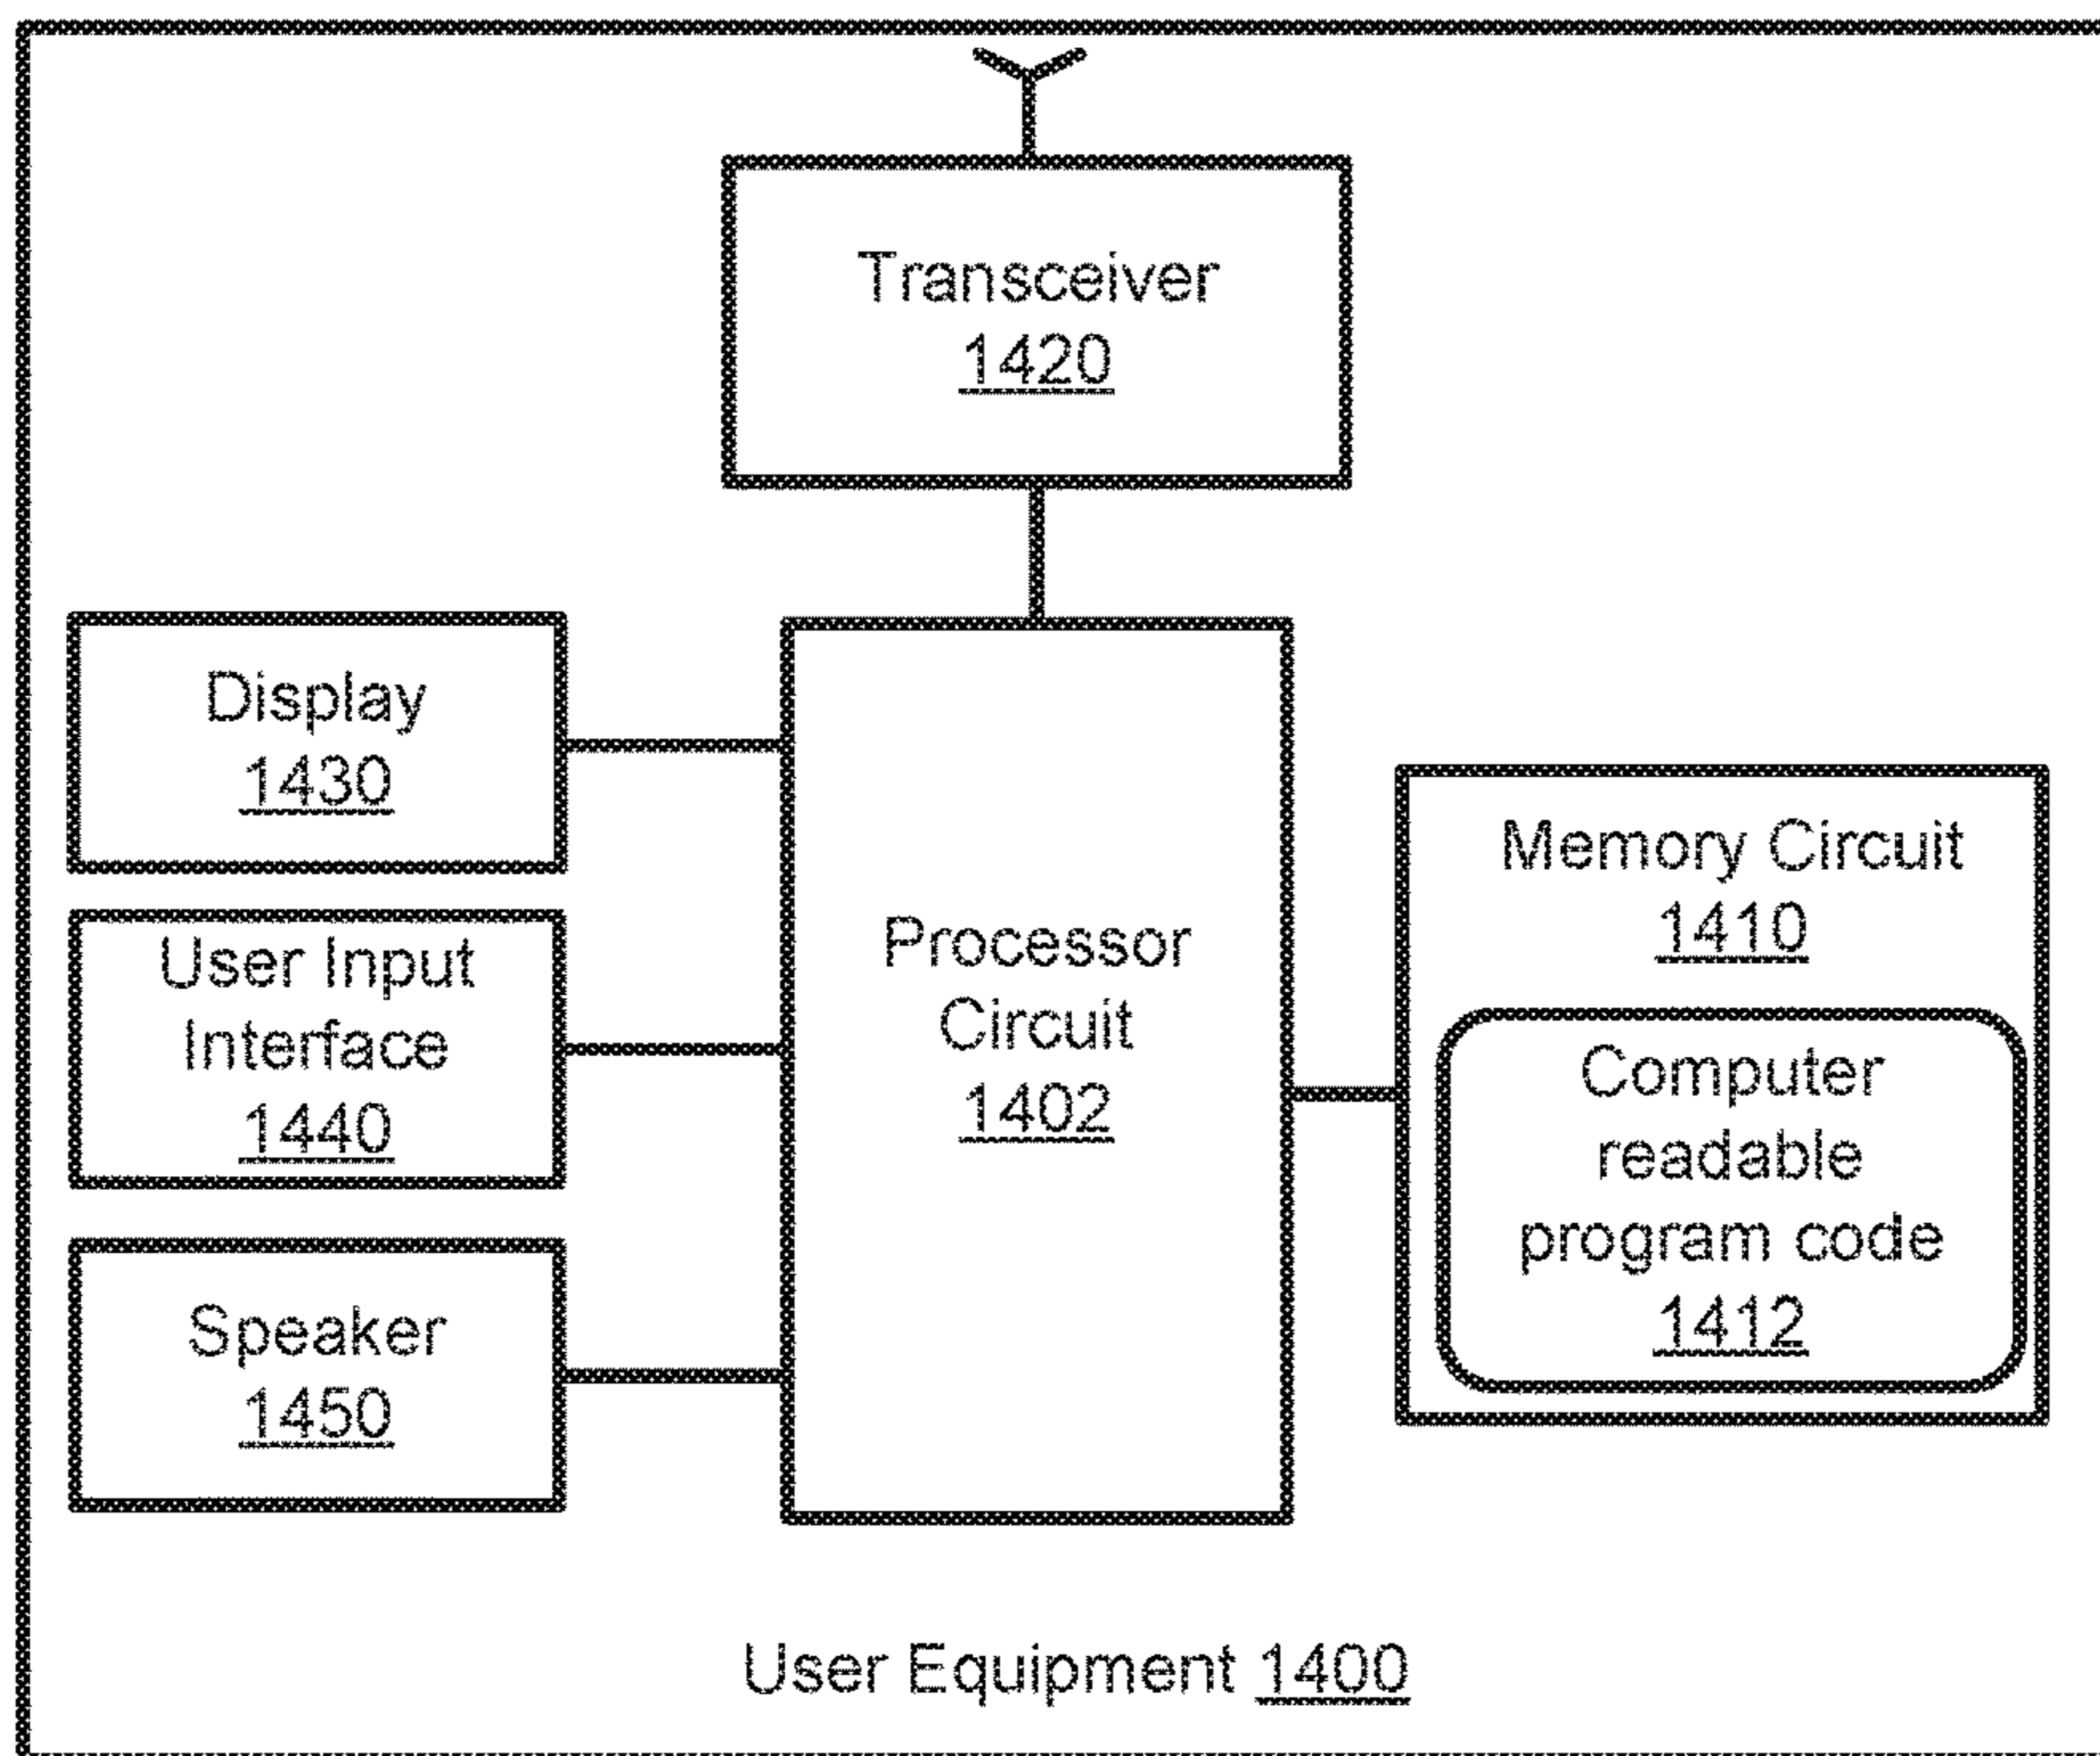 Transceiver
1420
Display
1430
User Input
Interface
1440
Speaker
1450
Processor
Circuit
1402
Memory Circuit
1410
Computer
readable
program code
1412
User Equipment 1400